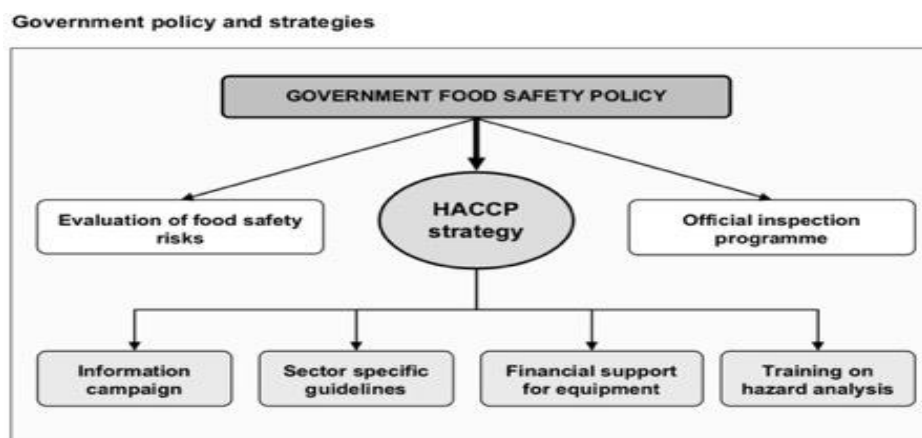 Government policy and strategies
GOVERNMENT FOOD SAFETY POLICY
Evaluation of food safety
risks
HACCP
strategy
Official inspection
programme
Information
campaign
Sector specific
guidelines
Financial support
for equipment
Training on
hazard analysis